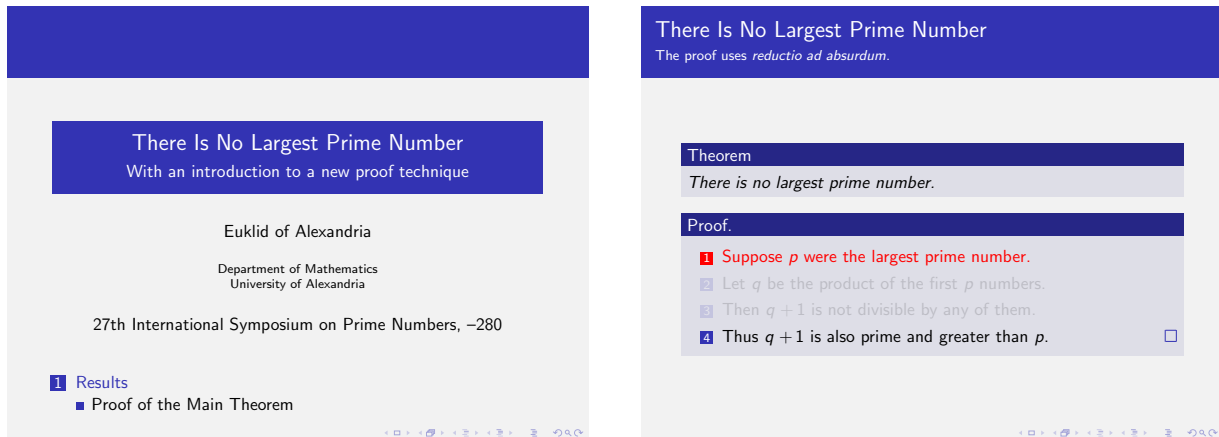 There Is No Largest Prime Number
With an introduction to a new proof technique
Euklid of Alexandria
Department of Mathematics
University of Alexandria
27th International Symposium on Prime Numbers, –280
1 Results
Proof of the Main Theorem
There Is No Largest Prime Number
The proof uses reductio ad absurdum.
Theorem
There is no largest prime number.
Proof.
1 Suppose p were the largest prime number.
2 Let q be the product of the first p numbers.
3 Then q + 1 is not divisible by any of them.
4 Thus q + 1 is also prime and greater than p.